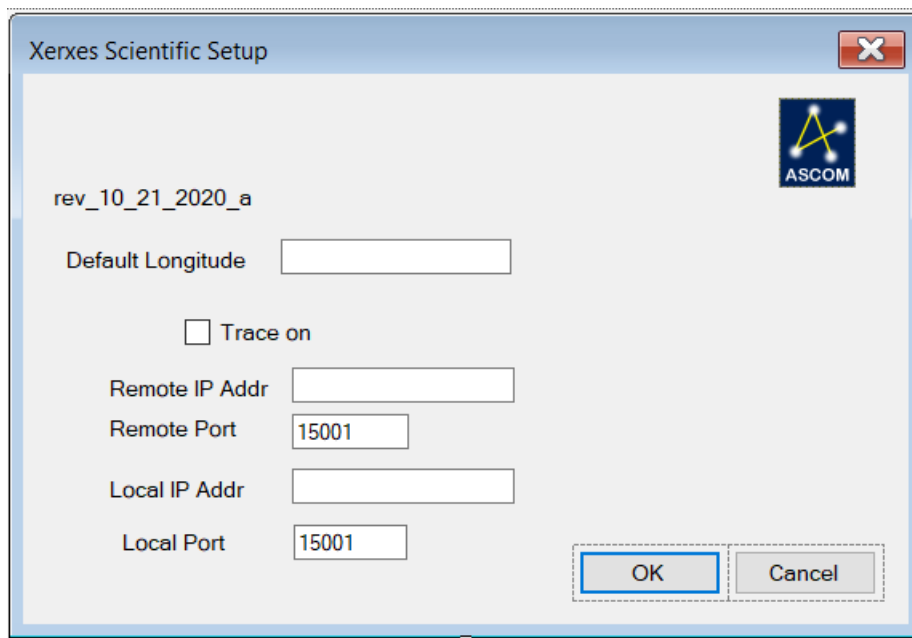 Xerxes Scientific Setup
ASCOM
rev_10_21_2020_a
Default Longitude
Trace on
Remote IP Addr
Remote Port 15001
Local IP Addr
Local Port 15001
OK Cancel